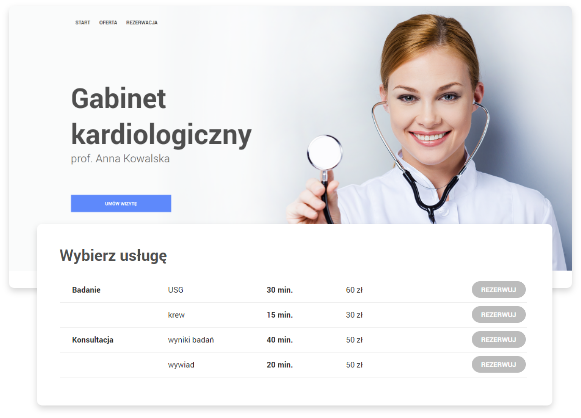 START OFERTA REZERWACJA
Gabinet
kardiologiczny
prof. Anna Kowalska
UMÓW WIZYTĘ
Wybierz usługę
Badanie USG 30 min. 60 zł REZERWUJ
krew 15 min. 30 zł REZERWUJ
Konsultacja wyniki badań 40 min. 50 zł REZERWUJ
wywiad 20 min. 50 zł REZERWUJ